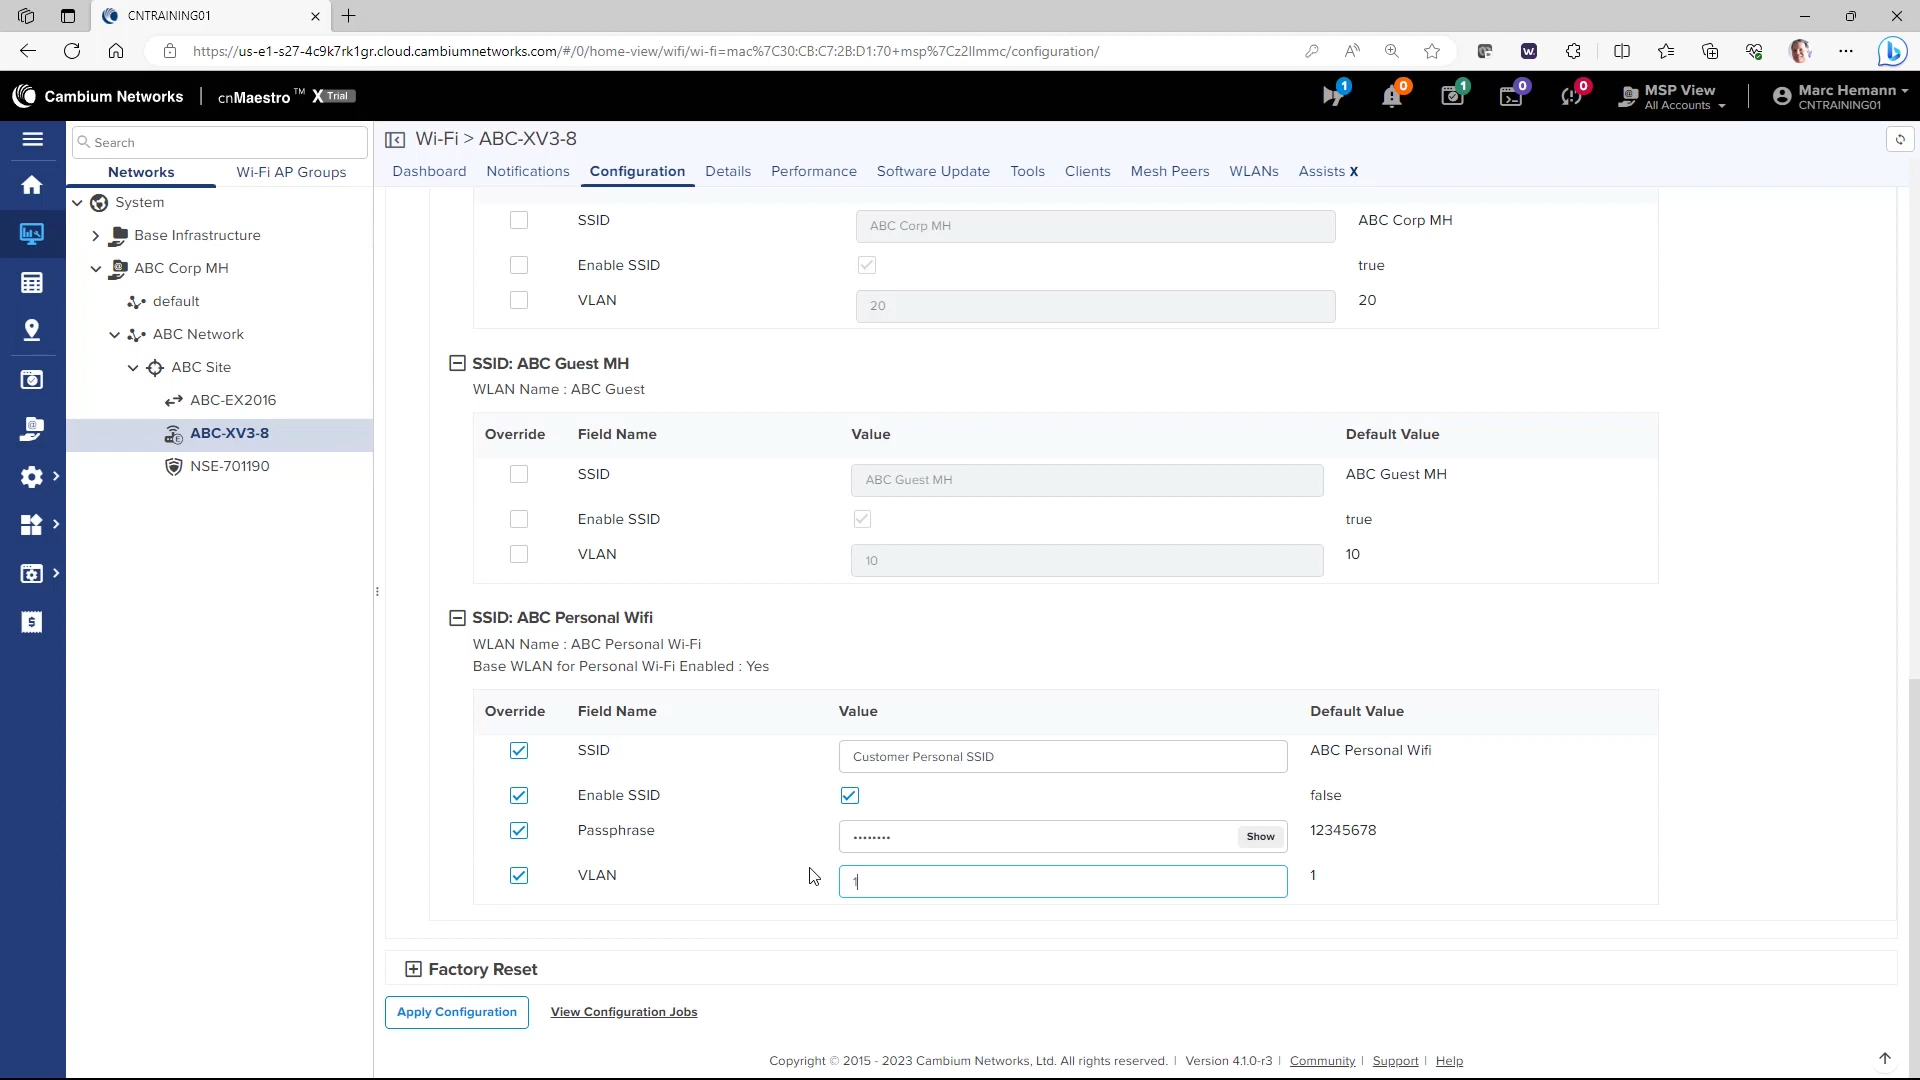 CNTRAINING01
https://us-e1-s27-4c9k7rk1gr.cloud.cambiumnetworks.com/#/0/home-view/wifi/wi-fi=mac%7C30:CB:C7:2B:D1:70+msp%7Cz2IImmc/configuration/
Cambium Networks | cnMaestro™ X Trial
1 0 1 0 0
MSP View
All Accounts
Marc Hemann
CNTRAINING01
Search
Networks Wi-Fi AP Groups
System
Base Infrastructure
ABC Corp MH
default
ABC Network
ABC Site
ABC-EX2016
ABC-XV3-8
NSE-701190
Wi-Fi > ABC-XV3-8
Dashboard Notifications Configuration Details Performance Software Update Tools Clients Mesh Peers WLANs Assists X
SSID ABC Corp MH ABC Corp MH
Enable SSID true
VLAN 20 20
SSID: ABC Guest MH
WLAN Name : ABC Guest
Override Field Name Value Default Value
SSID ABC Guest MH ABC Guest MH
Enable SSID true
VLAN 10 10
SSID: ABC Personal Wifi
WLAN Name : ABC Personal Wi-Fi
Base WLAN for Personal Wi-Fi Enabled : Yes
Override Field Name Value Default Value
SSID Customer Personal SSID ABC Personal Wifi
Enable SSID false
Passphrase •••••••• Show 12345678
VLAN 1 1
Factory Reset
Apply Configuration View Configuration Jobs
Copyright © 2015 - 2023 Cambium Networks, Ltd. All rights reserved. | Version 4.1.0-r3 | Community | Support | Help